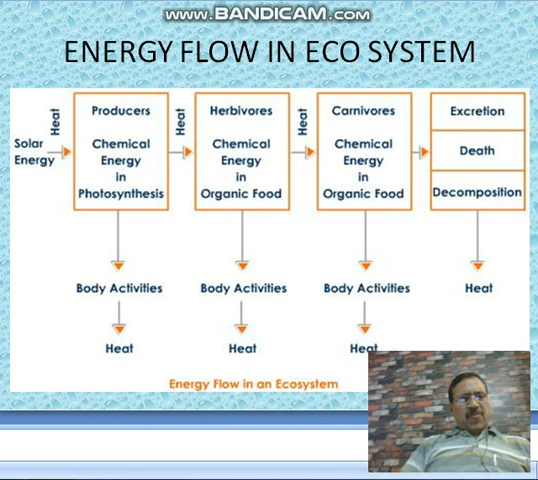 www.BANDICAM.com
ENERGY FLOW IN ECO SYSTEM
Solar
Energy
Heat
Producers
Chemical
Energy
in
Photosynthesis
Heat
Herbivores
Chemical
Energy
in
Organic Food
Heat
Carnivores
Chemical
Energy
in
Organic Food
Excretion
Death
Decomposition
Body Activities
Body Activities
Body Activities
Heat
Heat
Heat
Heat
Energy Flow in an Ecosystem